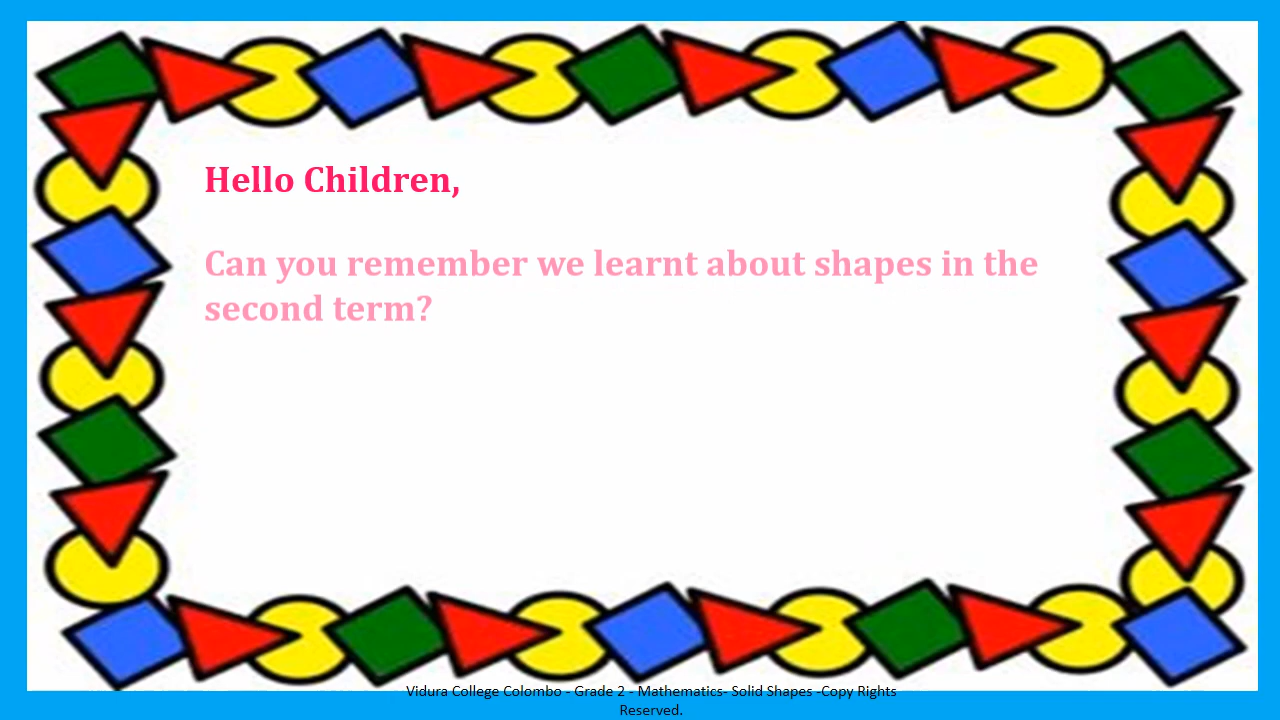 Hello Children,
Can you remember we learnt about shapes in the
second term?
Vidura College Colombo - Grade 2 - Mathematics- Solid Shapes -Copy Rights
Reserved.